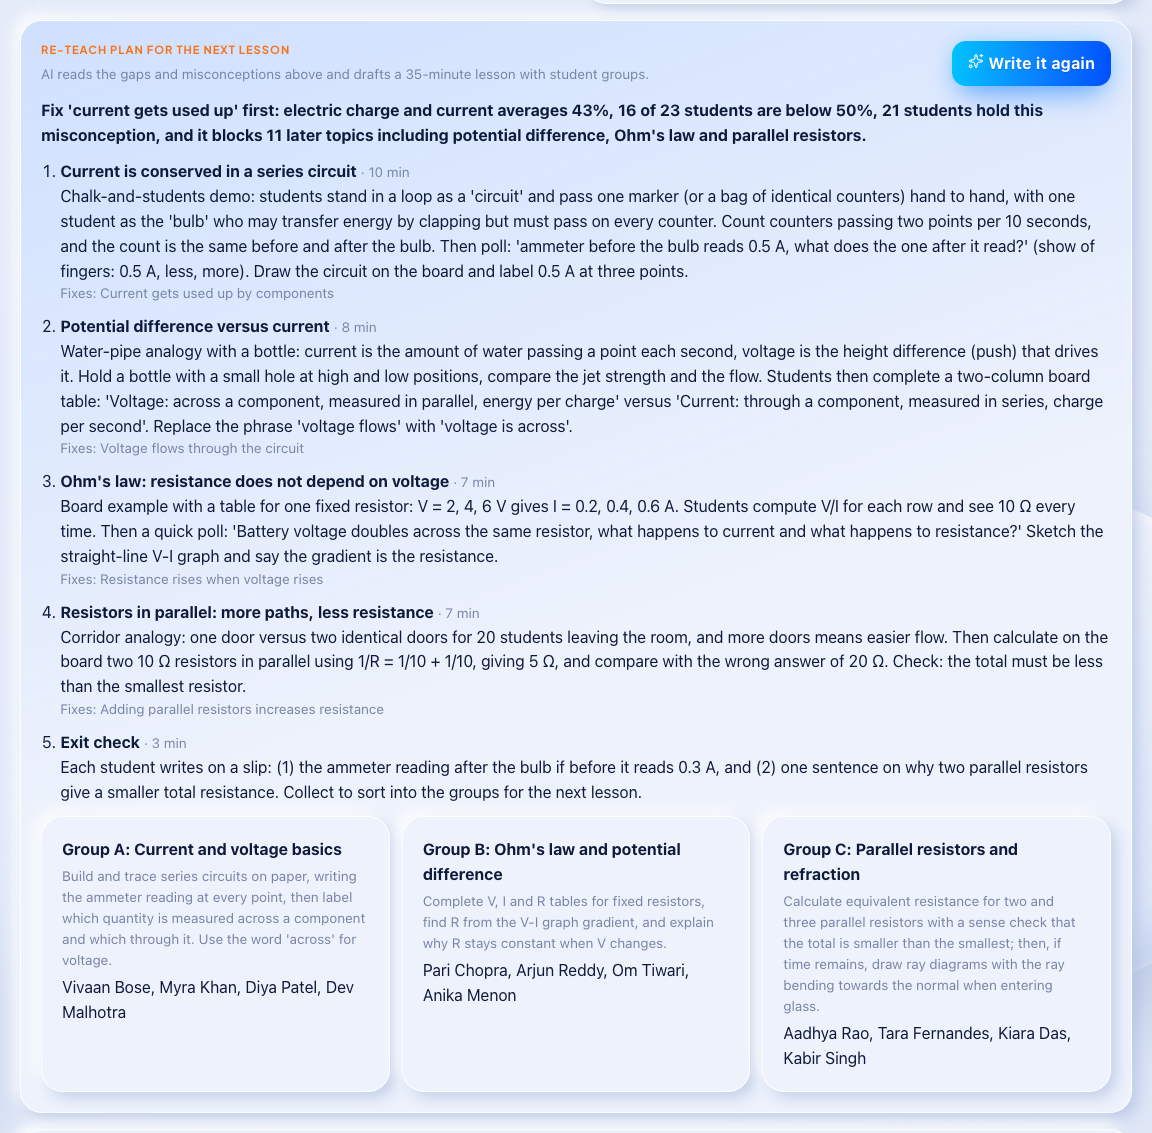 RE-TEACH PLAN FOR THE NEXT LESSON
AI reads the gaps and misconceptions above and drafts a 35-minute lesson with student groups.
Write it again
Fix 'current gets used up' first: electric charge and current averages 43%, 16 of 23 students are below 50%, 21 students hold this
misconception, and it blocks 11 later topics including potential difference, Ohm's law and parallel resistors.
1. Current is conserved in a series circuit · 10 min
Chalk-and-students demo: students stand in a loop as a 'circuit' and pass one marker (or a bag of identical counters) hand to hand, with one
student as the 'bulb' who may transfer energy by clapping but must pass on every counter. Count counters passing two points per 10 seconds,
and the count is the same before and after the bulb. Then poll: 'ammeter before the bulb reads 0.5 A, what does the one after it read?' (show of
fingers: 0.5 A, less, more). Draw the circuit on the board and label 0.5 A at three points.
Fixes: Current gets used up by components
2. Potential difference versus current · 8 min
Water-pipe analogy with a bottle: current is the amount of water passing a point each second, voltage is the height difference (push) that drives
it. Hold a bottle with a small hole at high and low positions, compare the jet strength and the flow. Students then complete a two-column board
table: 'Voltage: across a component, measured in parallel, energy per charge' versus 'Current: through a component, measured in series, charge
per second'. Replace the phrase 'voltage flows' with 'voltage is across'.
Fixes: Voltage flows through the circuit
3. Ohm's law: resistance does not depend on voltage · 7 min
Board example with a table for one fixed resistor: V = 2, 4, 6 V gives I = 0.2, 0.4, 0.6 A. Students compute V/I for each row and see 10 Ω every
time. Then a quick poll: 'Battery voltage doubles across the same resistor, what happens to current and what happens to resistance?' Sketch the
straight-line V-I graph and say the gradient is the resistance.
Fixes: Resistance rises when voltage rises
4. Resistors in parallel: more paths, less resistance · 7 min
Corridor analogy: one door versus two identical doors for 20 students leaving the room, and more doors means easier flow. Then calculate on the
board two 10 Ω resistors in parallel using 1/R = 1/10 + 1/10, giving 5 Ω, and compare with the wrong answer of 20 Ω. Check: the total must be less
than the smallest resistor.
Fixes: Adding parallel resistors increases resistance
5. Exit check · 3 min
Each student writes on a slip: (1) the ammeter reading after the bulb if before it reads 0.3 A, and (2) one sentence on why two parallel resistors
give a smaller total resistance. Collect to sort into the groups for the next lesson.
Group A: Current and voltage basics
Build and trace series circuits on paper, writing
the ammeter reading at every point, then label
which quantity is measured across a component
and which through it. Use the word 'across' for
voltage.
Vivaan Bose, Myra Khan, Diya Patel, Dev
Malhotra
Group B: Ohm's law and potential
difference
Complete V, I and R tables for fixed resistors,
find R from the V-I graph gradient, and explain
why R stays constant when V changes.
Pari Chopra, Arjun Reddy, Om Tiwari,
Anika Menon
Group C: Parallel resistors and
refraction
Calculate equivalent resistance for two and
three parallel resistors with a sense check that
the total is smaller than the smallest; then, if
time remains, draw ray diagrams with the ray
bending towards the normal when entering
glass.
Aadhya Rao, Tara Fernandes, Kiara Das,
Kabir Singh